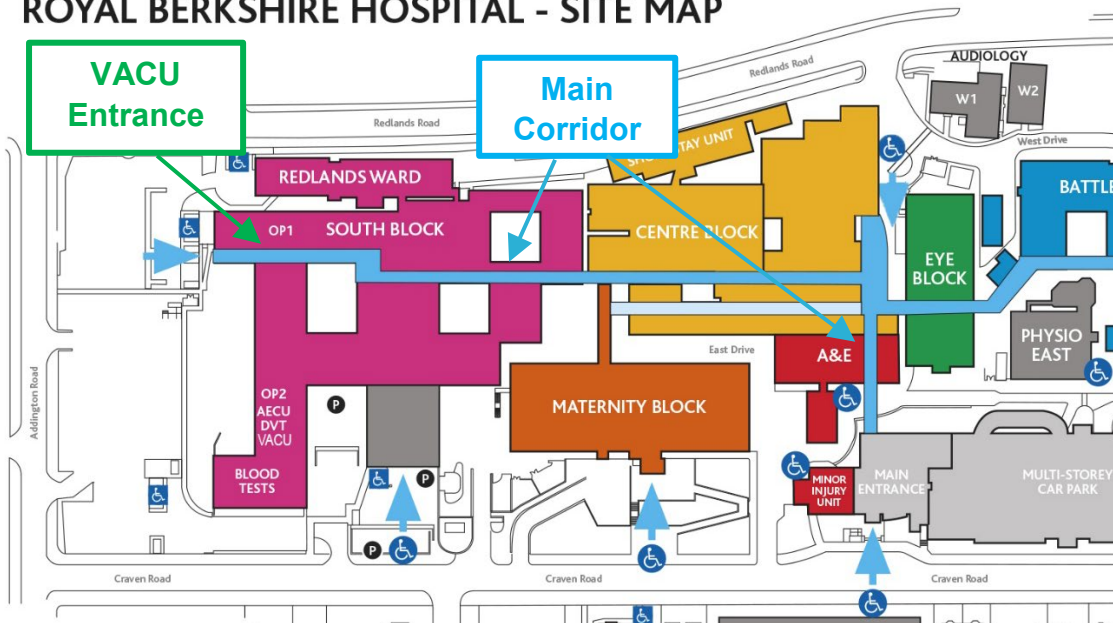 ROYAL BERKSHIRE HOSPITAL - SITE MAP
VACU
Entrance
Main
Corridor
Redlands Road
Redlands Road
AUDIOLOGY
W1
W2
West Drive
REDLANDS WARD
STAY UNIT
OP1
SOUTH BLOCK
CENTRE BLOCK
BATTLE
EYE
BLOCK
PHYSIO
EAST
East Drive
A&E
Addington Road
OP2
AECU
DVT
VACU
P
MATERNITY BLOCK
BLOOD
TESTS
P
MINOR
INJURY
UNIT
MAIN
ENTRANCE
MULTI-STOREY
CAR PARK
P
Craven Road
Craven Road
Craven Road